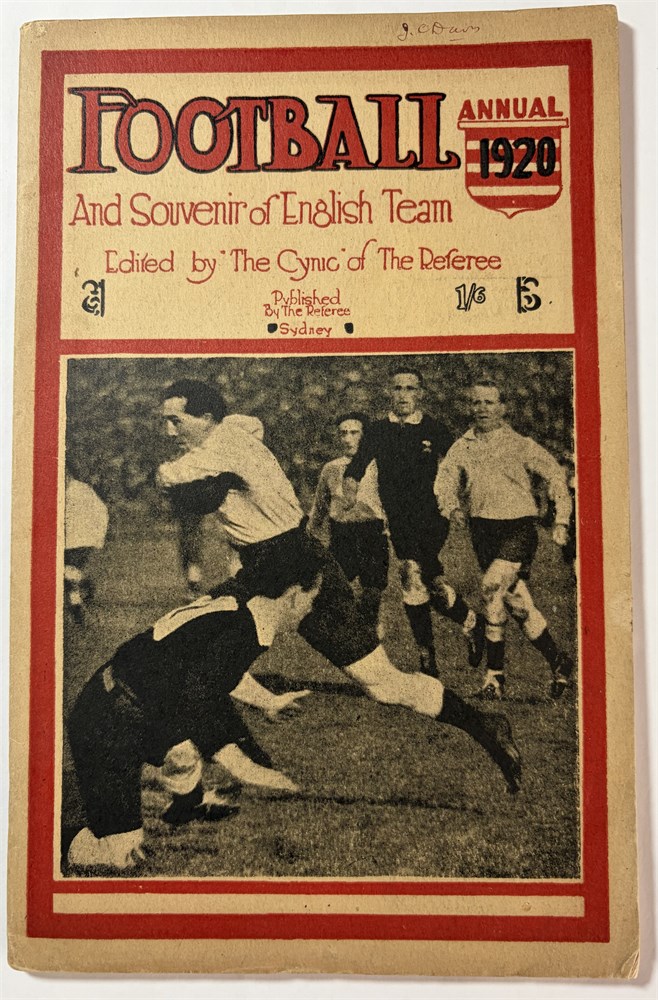 J. C Davis
FOOTBALL
ANNUAL
1920
And Souvenir of English Team
Edited by "The Cynic" of The Referee
Published
By The Referee
Sydney
1/6